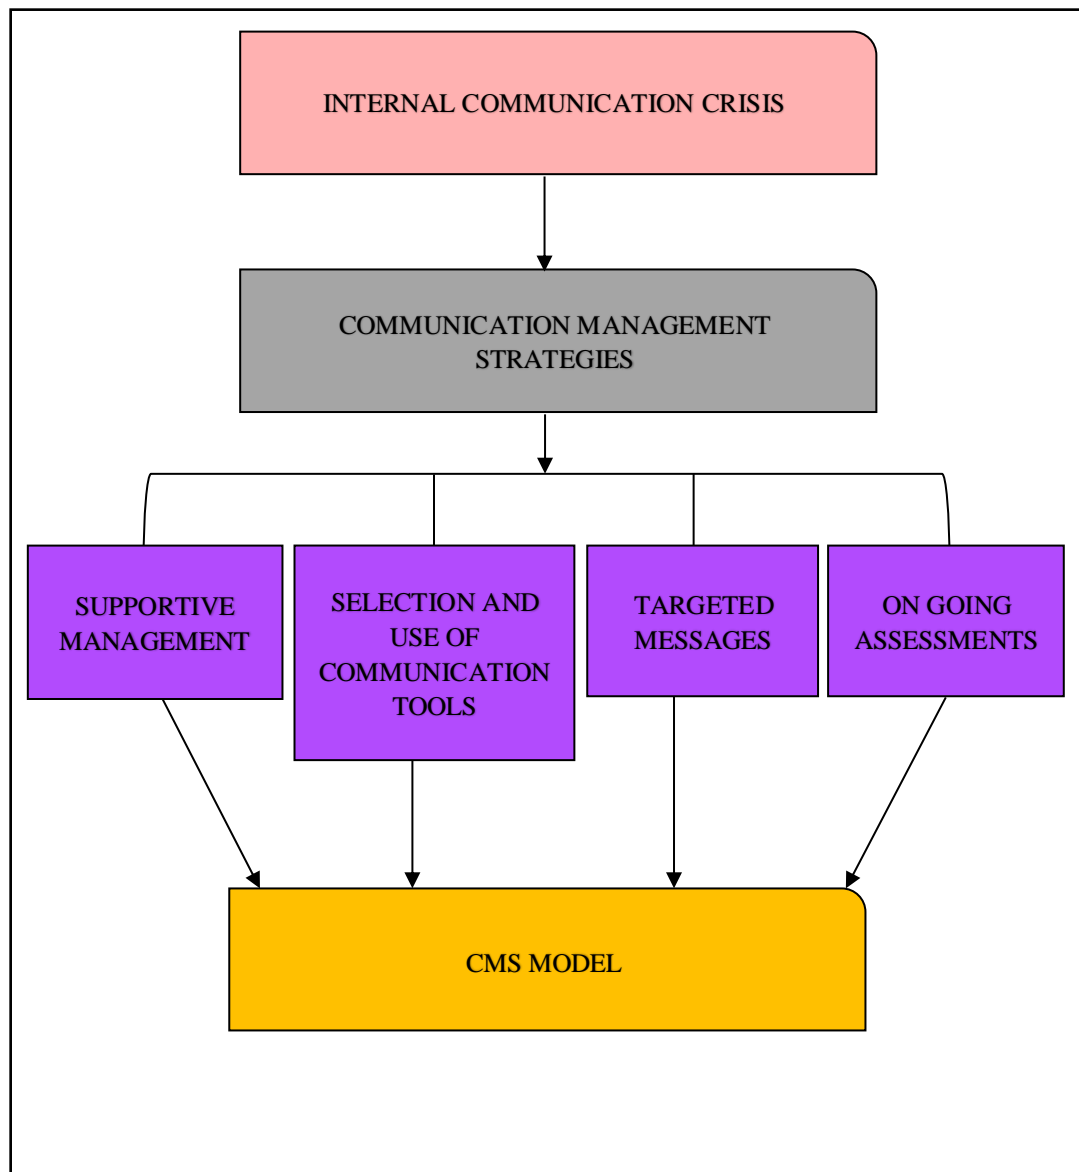 INTERNAL COMMUNICATION CRISIS
COMMUNICATION MANAGEMENT
STRATEGIES
SUPPORTIVE
MANAGEMENT
SELECTION AND
USE OF
COMMUNICATION
TOOLS
TARGETED
MESSAGES
ON GOING
ASSESSMENTS
CMS MODEL